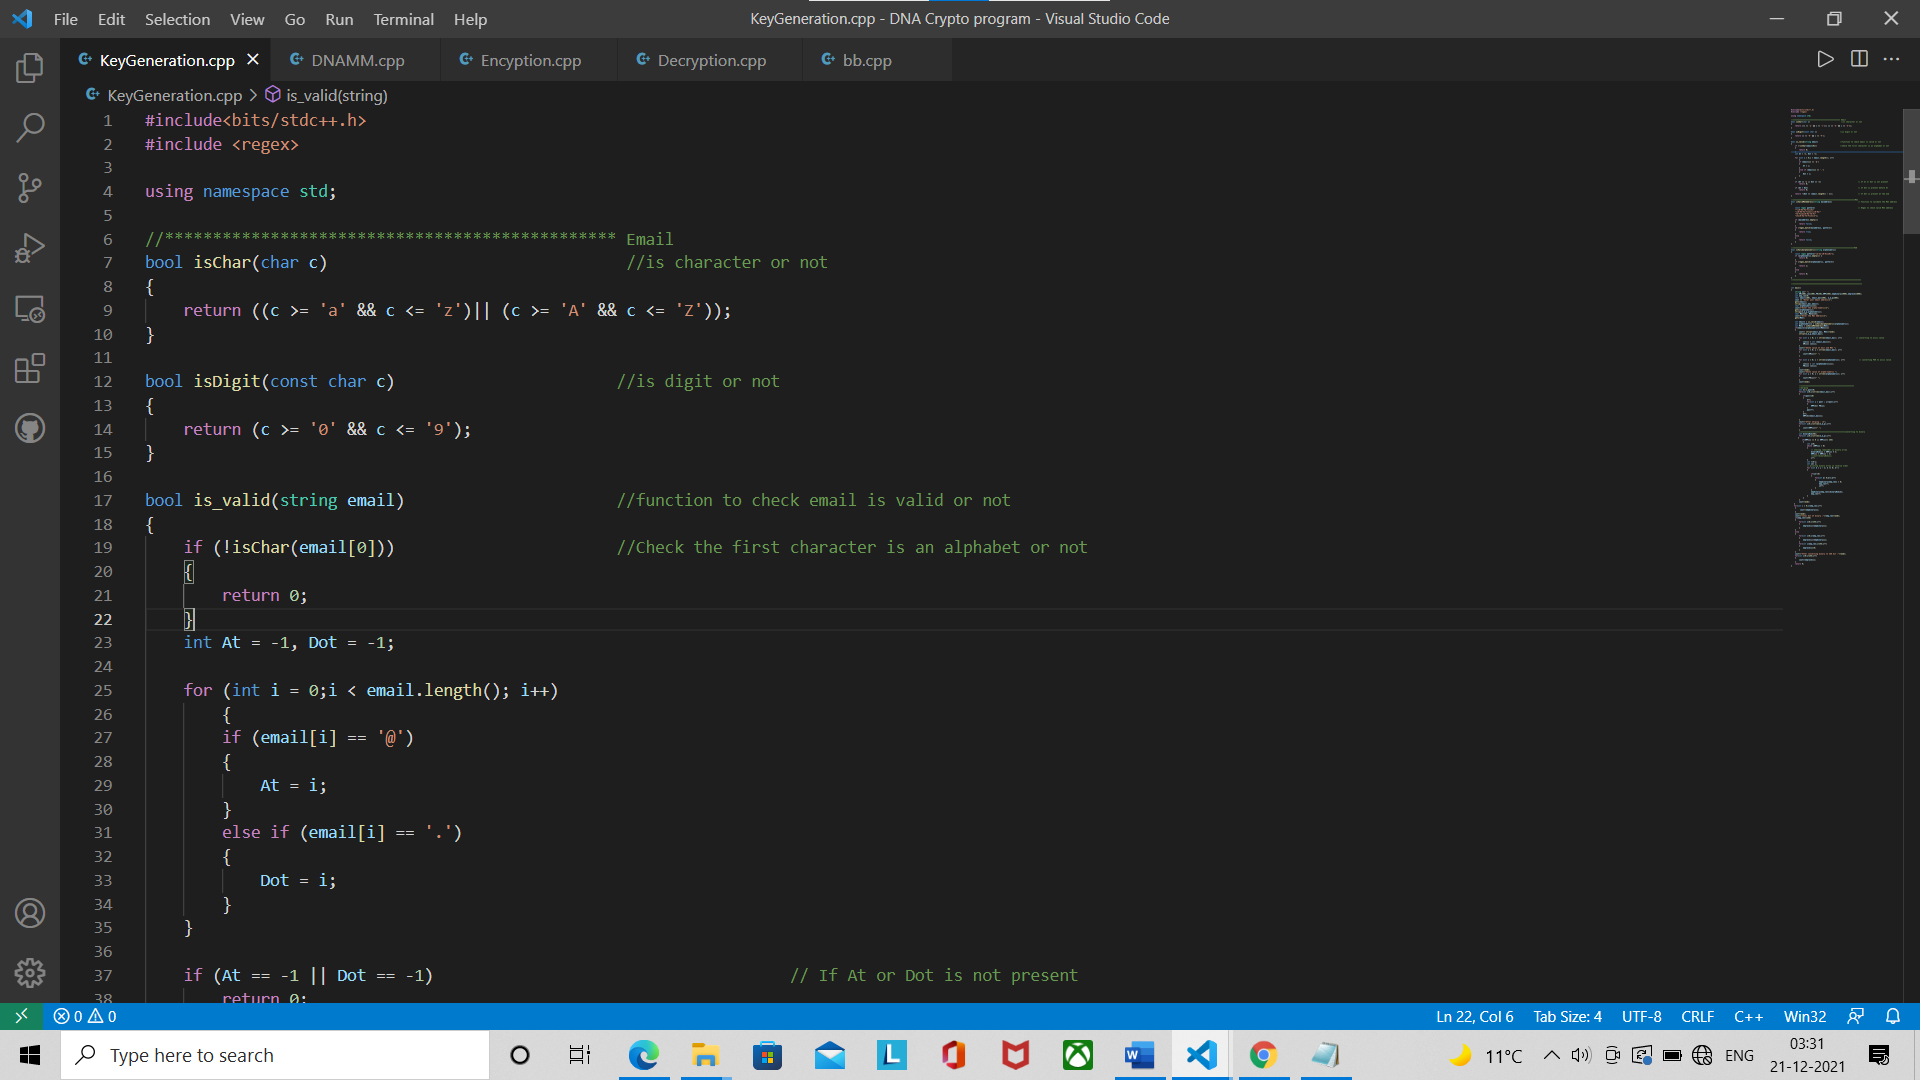 File Edit Selection View Go Run Terminal Help KeyGeneration.cpp - DNA Crypto program - Visual Studio Code
KeyGeneration.cpp DNAMM.cpp Encyption.cpp Decryption.cpp bb.cpp
KeyGeneration.cpp > is_valid(string)
1 #include<bits/stdc++.h>
2 #include <regex>
3
4 using namespace std;
5
6 //*********************************************** Email
7 bool isChar(char c) //is character or not
8 {
9 return ((c >= 'a' && c <= 'z')|| (c >= 'A' && c <= 'Z'));
10 }
11
12 bool isDigit(const char c) //is digit or not
13 {
14 return (c >= '0' && c <= '9');
15 }
16
17 bool is_valid(string email) //function to check email is valid or not
18 {
19 if (!isChar(email[0])) //Check the first character is an alphabet or not
20 {
21 return 0;
22 }
23 int At = -1, Dot = -1;
24
25 for (int i = 0;i < email.length(); i++)
26 {
27 if (email[i] == '@')
28 {
29 At = i;
30 }
31 else if (email[i] == '.')
32 {
33 Dot = i;
34 }
35 }
36
37 if (At == -1 || Dot == -1) // If At or Dot is not present
38 return 0;
0 0 Ln 22, Col 6 Tab Size: 4 UTF-8 CRLF C++ Win32
Type here to search L W 11°C ENG 03:31
21-12-2021